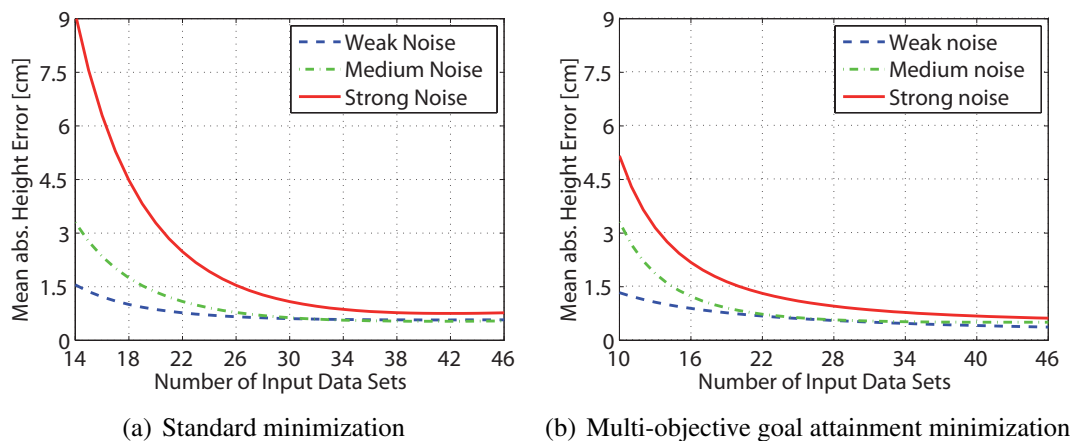 9
7.5
6
4.5
3
1.5
0
Mean abs. Height Error [cm]
Weak Noise
Medium Noise
Strong Noise
14 18 22 26 30 34 38 42 46
Number of Input Data Sets
(a) Standard minimization
9
7.5
6
4.5
3
1.5
0
Mean abs. Height Error [cm]
Weak noise
Medium noise
Strong noise
10 16 22 28 34 40 46
Number of Input Data Sets
(b) Multi-objective goal attainment minimization